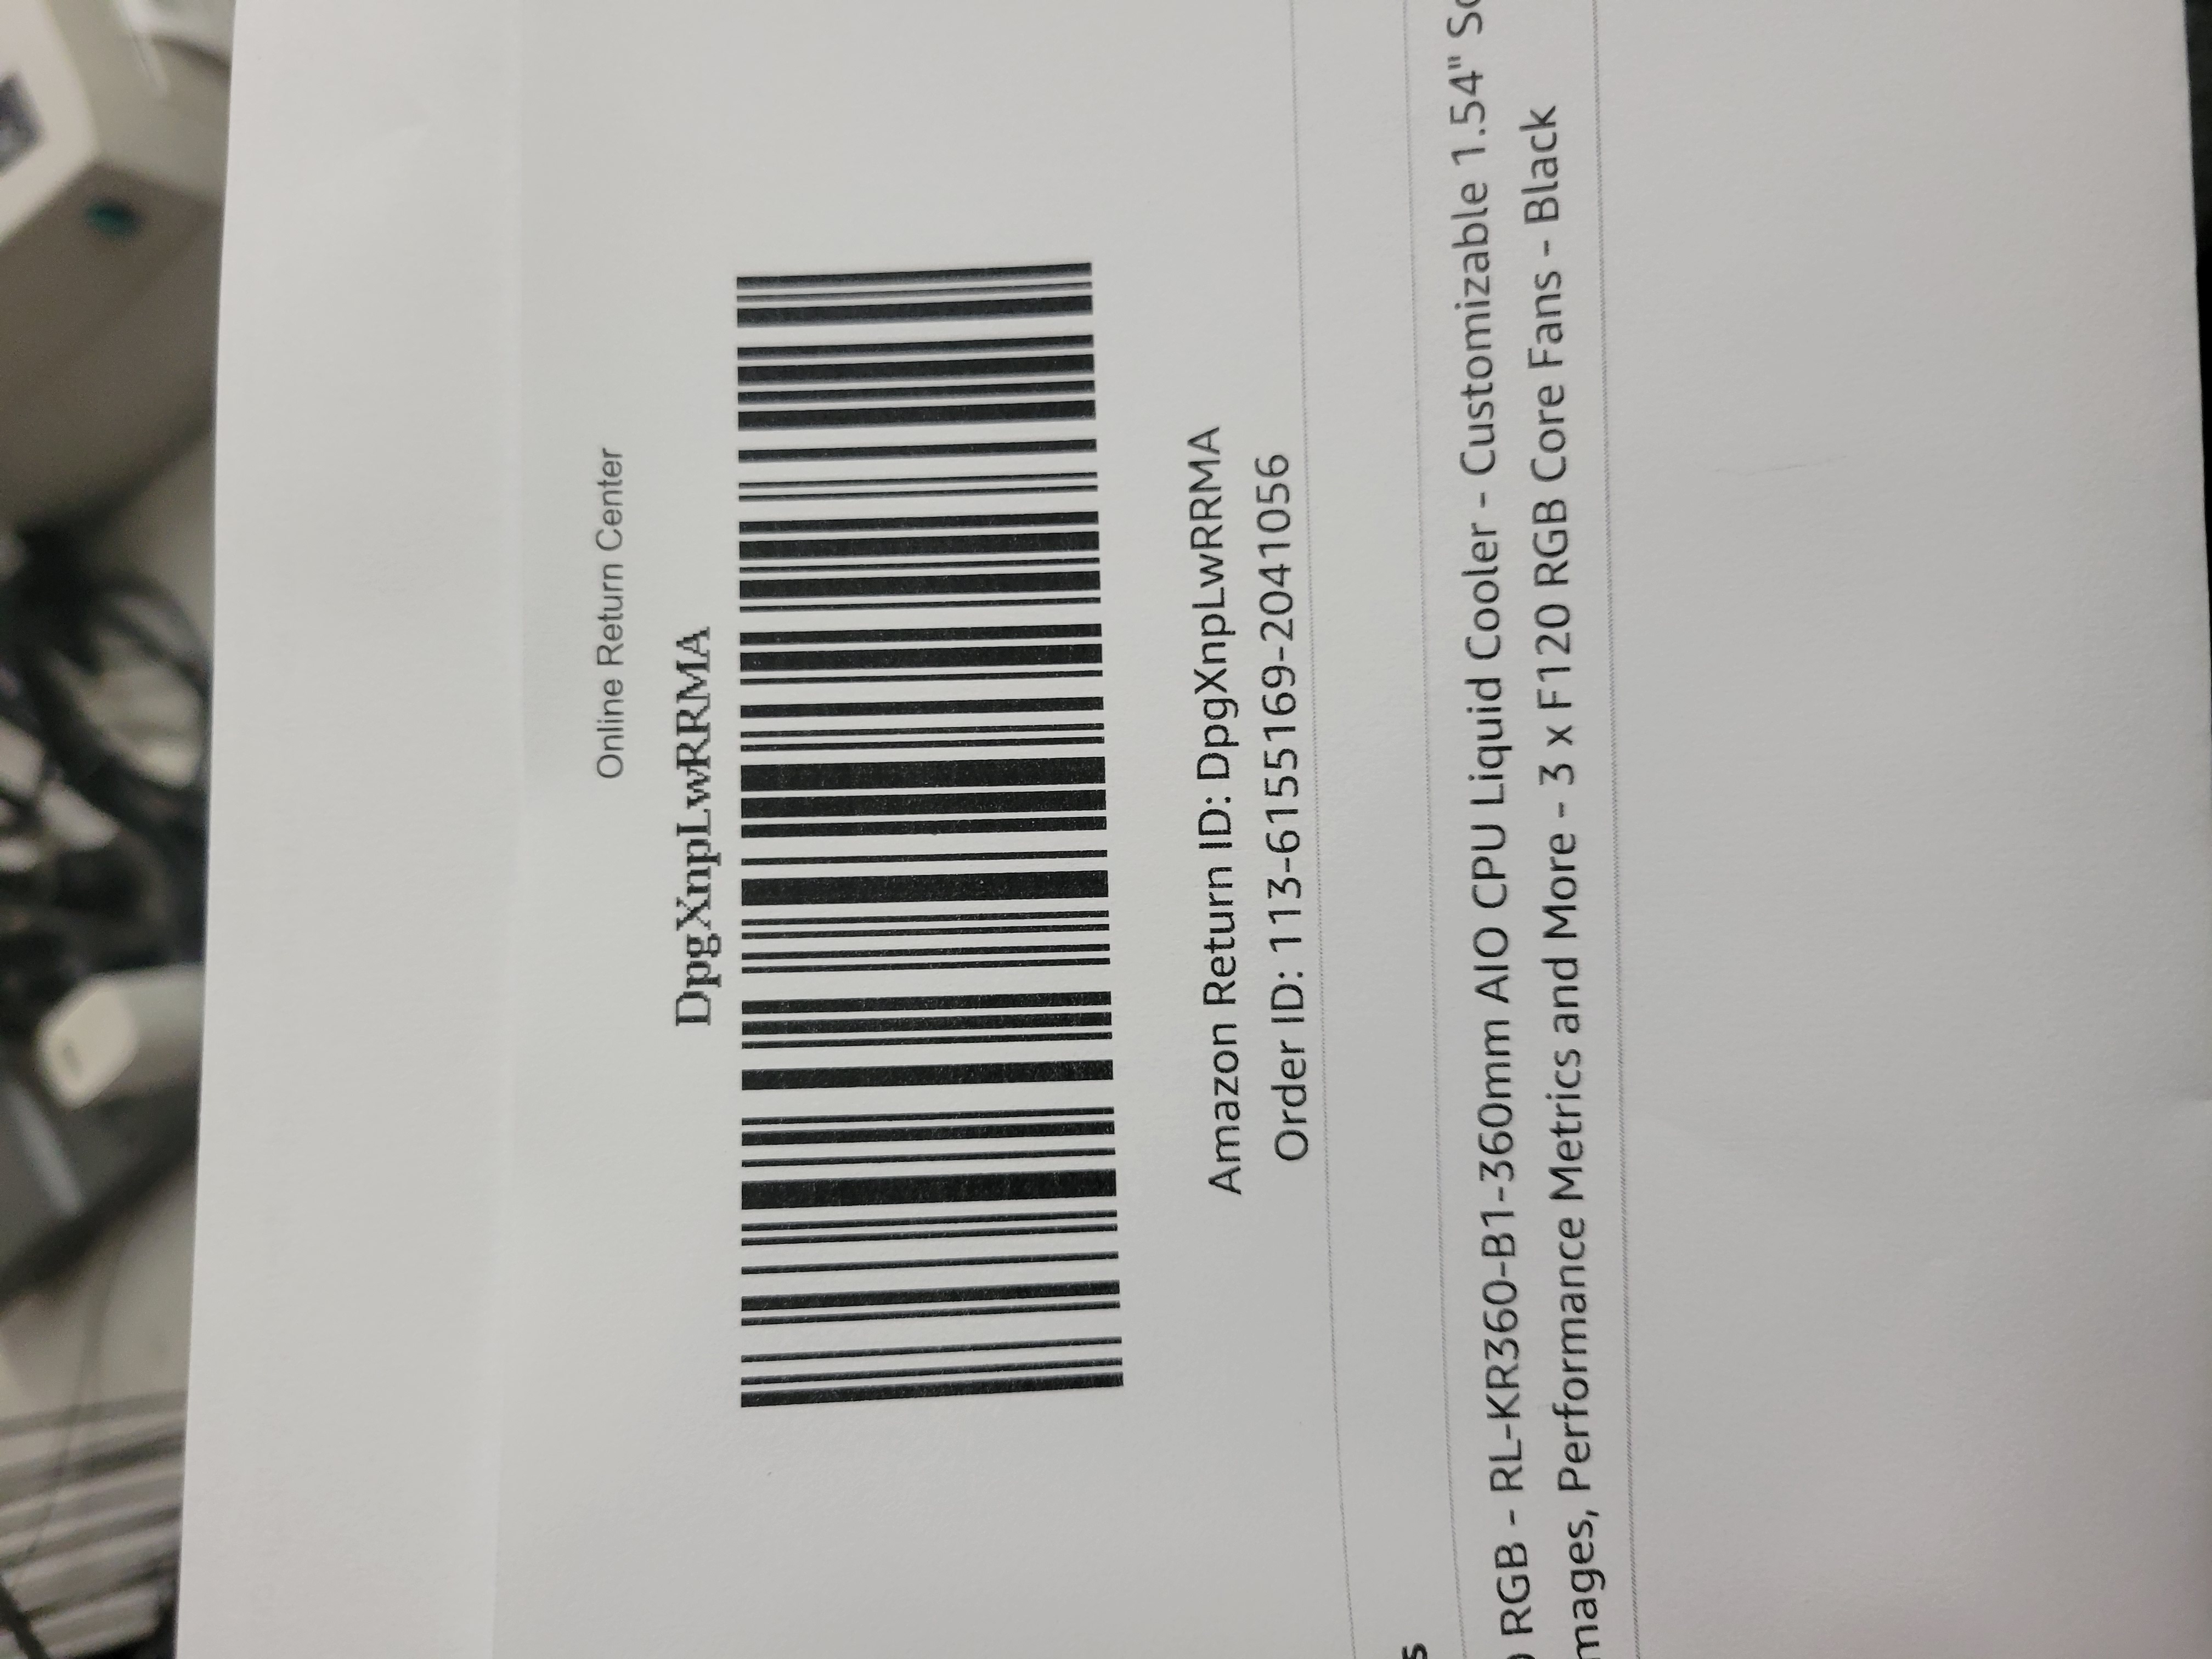 Online Return Center
DpgXnpLwRRMA
Amazon Return ID: DpgXnpLwRRMA
Order ID: 113-6155169-2041056
s
RGB - RL-KR360-B1-360mm AIO CPU Liquid Cooler - Customizable 1.54" Sc
mages, Performance Metrics and More - 3 x F120 RGB Core Fans - Black